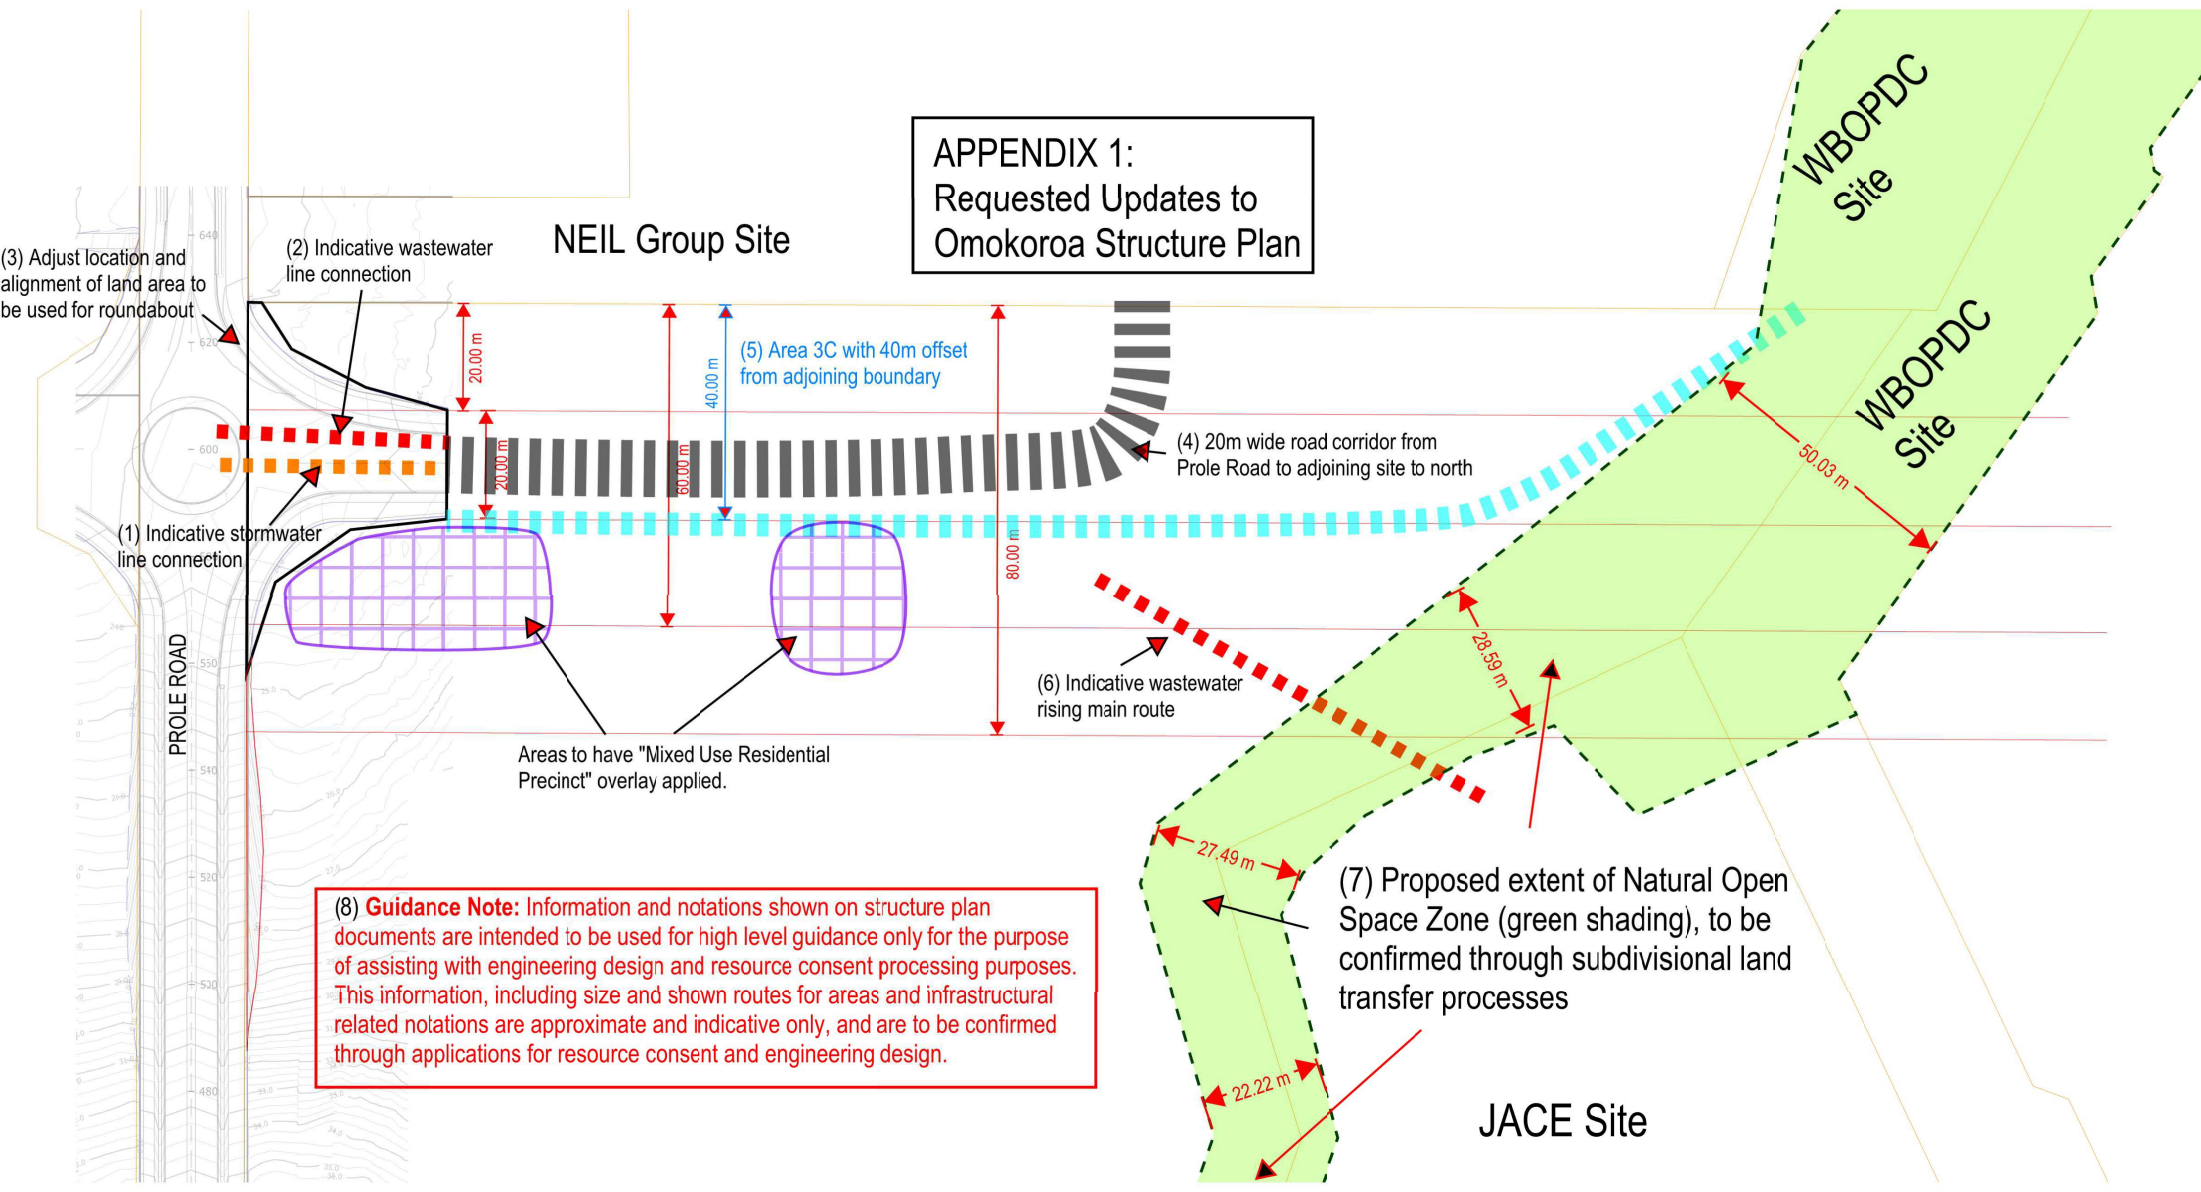 APPENDIX 1:
Requested Updates to
Omokoroa Structure Plan
WBOPDC
Site
WBOPDC
Site
NEIL Group Site
(3) Adjust location and
alignment of land area to
be used for roundabout
(2) Indicative wastewater
line connection
640
620
600
20.00 m
20.00 m
60.00 m
40.00 m
80.00 m
(5) Area 3C with 40m offset
from adjoining boundary
(4) 20m wide road corridor from
Prole Road to adjoining site to north
50.03 m
(1) Indicative stormwater
line connection
28.59 m
(6) Indicative wastewater
rising main route
PROLE ROAD
550
540
520
480
Areas to have "Mixed Use Residential
Precinct" overlay applied.
27.49 m
22.22 m
(7) Proposed extent of Natural Open
Space Zone (green shading), to be
confirmed through subdivisional land
transfer processes
(8) Guidance Note: Information and notations shown on structure plan
documents are intended to be used for high level guidance only for the purpose
of assisting with engineering design and resource consent processing purposes.
This information, including size and shown routes for areas and infrastructural
related notations are approximate and indicative only, and are to be confirmed
through applications for resource consent and engineering design.
JACE Site